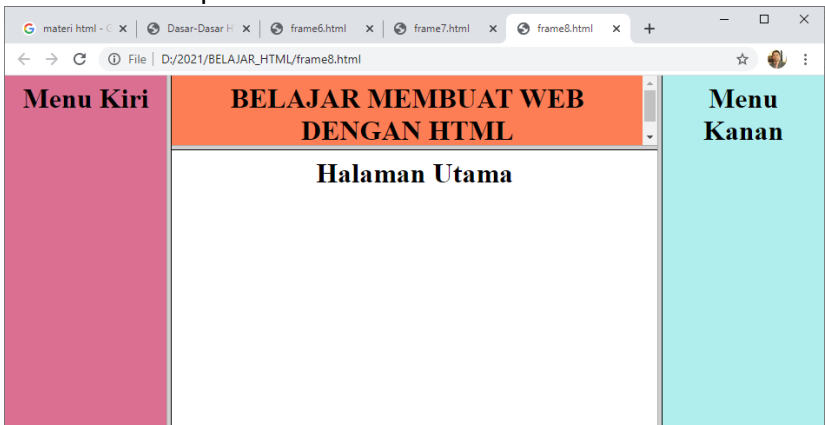 materi html - G
Dasar-Dasar H
frame6.html
frame7.html
frame8.html
File | D:/2021/BELAJAR_HTML/frame8.html
Menu Kiri
BELAJAR MEMBUAT WEB
DENGAN HTML
Menu
Kanan
Halaman Utama